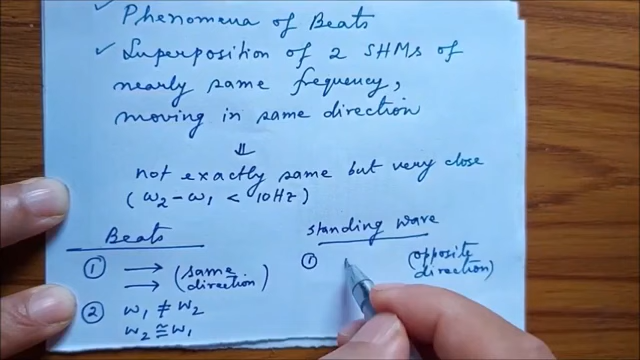 ✓ Phenomena of Beats
✓ Superposition of 2 SHMs of
nearly same frequency,
moving in same direction
⇓
not exactly same but very close
(ω₂ - ω₁ < 10Hz)
Beats
① → (same
→ direction)
② ω₁ ≠ ω₂
ω₂ ≅ ω₁
Standing wave
① (opposite
direction)